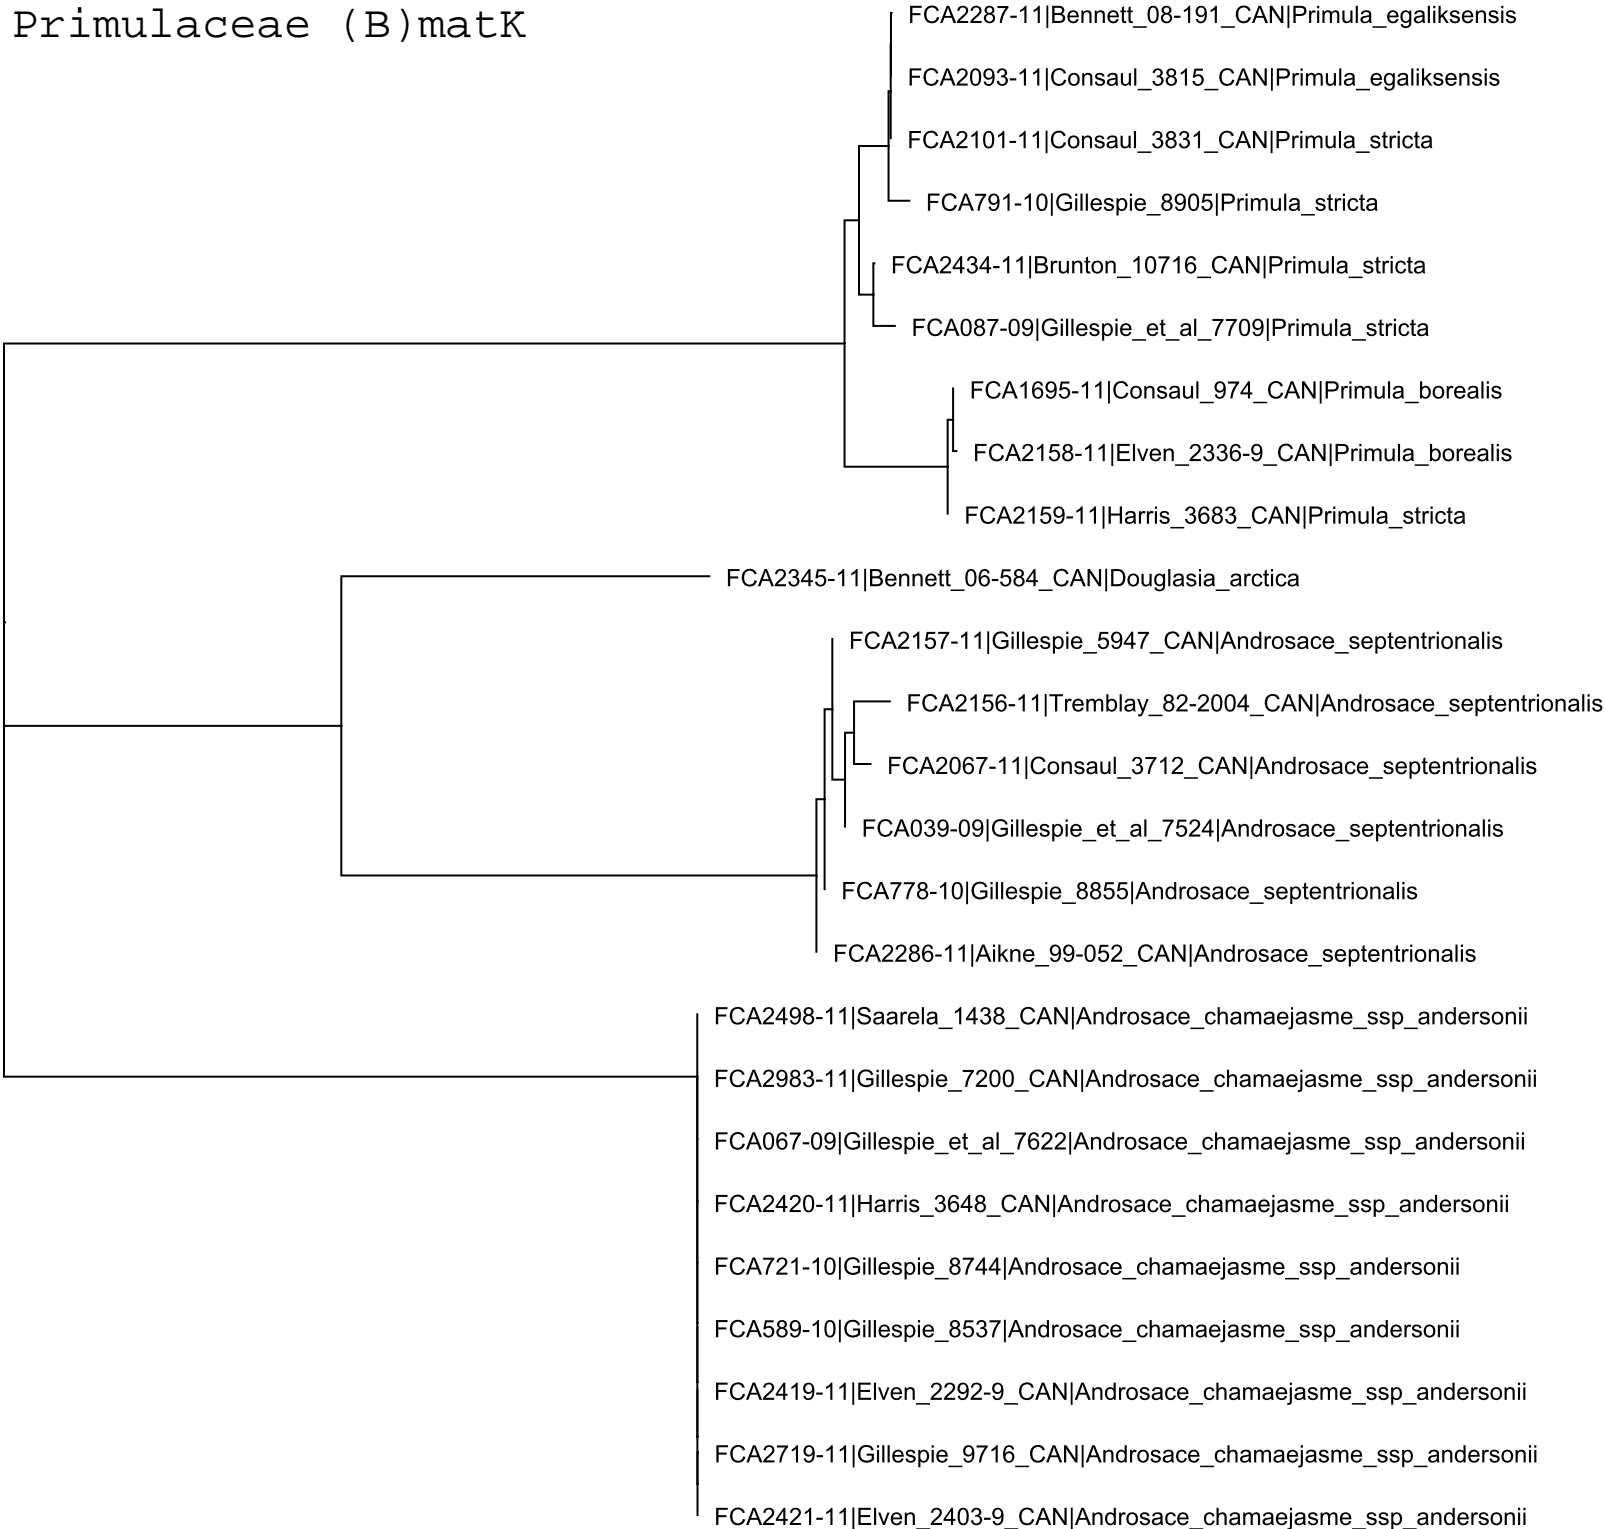 Primulaceae (B)matK
FCA2287-11|Bennett_08-191_CAN|Primula_egaliksensis
FCA2093-11|Consaul_3815_CAN|Primula_egaliksensis
FCA2101-11|Consaul_3831_CAN|Primula_stricta
FCA791-10|Gillespie_8905|Primula_stricta
FCA2434-11|Brunton_10716_CAN|Primula_stricta
FCA087-09|Gillespie_et_al_7709|Primula_stricta
FCA1695-11|Consaul_974_CAN|Primula_borealis
FCA2158-11|Elven_2336-9_CAN|Primula_borealis
FCA2159-11|Harris_3683_CAN|Primula_stricta
FCA2345-11|Bennett_06-584_CAN|Douglasia_arctica
FCA2157-11|Gillespie_5947_CAN|Androsace_septentrionalis
FCA2156-11|Tremblay_82-2004_CAN|Androsace_septentrionalis
FCA2067-11|Consaul_3712_CAN|Androsace_septentrionalis
FCA039-09|Gillespie_et_al_7524|Androsace_septentrionalis
FCA778-10|Gillespie_8855|Androsace_septentrionalis
FCA2286-11|Aikne_99-052_CAN|Androsace_septentrionalis
FCA2498-11|Saarela_1438_CAN|Androsace_chamaejasme_ssp_andersonii
FCA2983-11|Gillespie_7200_CAN|Androsace_chamaejasme_ssp_andersonii
FCA067-09|Gillespie_et_al_7622|Androsace_chamaejasme_ssp_andersonii
FCA2420-11|Harris_3648_CAN|Androsace_chamaejasme_ssp_andersonii
FCA721-10|Gillespie_8744|Androsace_chamaejasme_ssp_andersonii
FCA589-10|Gillespie_8537|Androsace_chamaejasme_ssp_andersonii
FCA2419-11|Elven_2292-9_CAN|Androsace_chamaejasme_ssp_andersonii
FCA2719-11|Gillespie_9716_CAN|Androsace_chamaejasme_ssp_andersonii
FCA2421-11|Elven_2403-9_CAN|Androsace_chamaejasme_ssp_andersonii